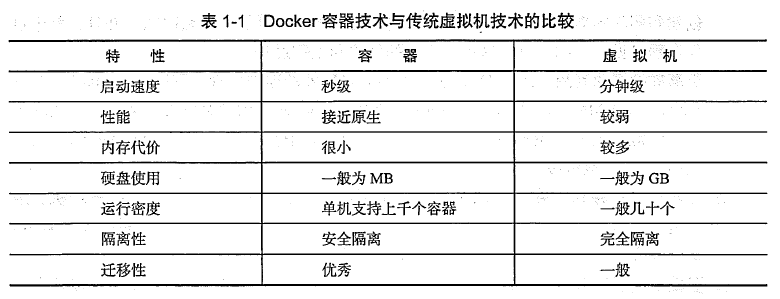 表 1-1 Docker 容器技术与传统虚拟机技术的比较
特 性 容 器 虚 拟 机
启动速度 秒级 分钟级
性能 接近原生 较弱
内存代价 很小 较多
硬盘使用 一般为 MB 一般为 GB
运行密度 单机支持上千个容器 一般几十个
隔离性 安全隔离 完全隔离
迁移性 优秀 一般